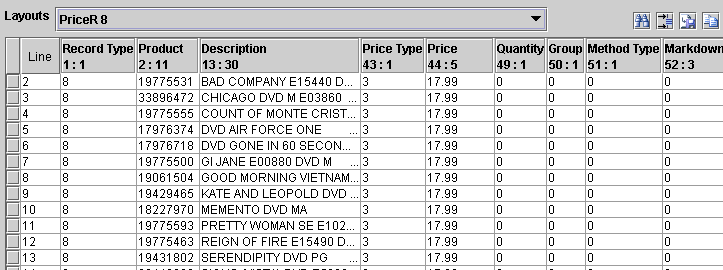 Layouts PriceR 8
Line Record Type Product Description Price Type Price Quantity Group Method Type Markdown
1 : 1 2 : 11 13 : 30 43 : 1 44 : 5 49 : 1 50 : 1 51 : 1 52 : 3
2 8 19775531 BAD COMPANY E15440 D... 3 17.99 0 0 0 0
3 8 33896472 CHICAGO DVD M E03860 ... 3 17.99 0 0 0 0
4 8 19775555 COUNT OF MONTE CRIST... 3 17.99 0 0 0 0
5 8 17976374 DVD AIR FORCE ONE ... 3 17.99 0 0 0 0
6 8 17976718 DVD GONE IN 60 SECON... 3 17.99 0 0 0 0
7 8 19775500 GI JANE E00880 DVD M ... 3 17.99 0 0 0 0
8 8 19061504 GOOD MORNING VIETNAM... 3 17.99 0 0 0 0
9 8 19429465 KATE AND LEOPOLD DVD ... 3 17.99 0 0 0 0
10 8 18227970 MEMENTO DVD MA ... 3 17.99 0 0 0 0
11 8 19775593 PRETTY WOMAN SE E102... 3 17.99 0 0 0 0
12 8 19775463 REIGN OF FIRE E15490 D... 3 17.99 0 0 0 0
13 8 19431802 SERENDIPITY DVD PG ... 3 17.99 0 0 0 0